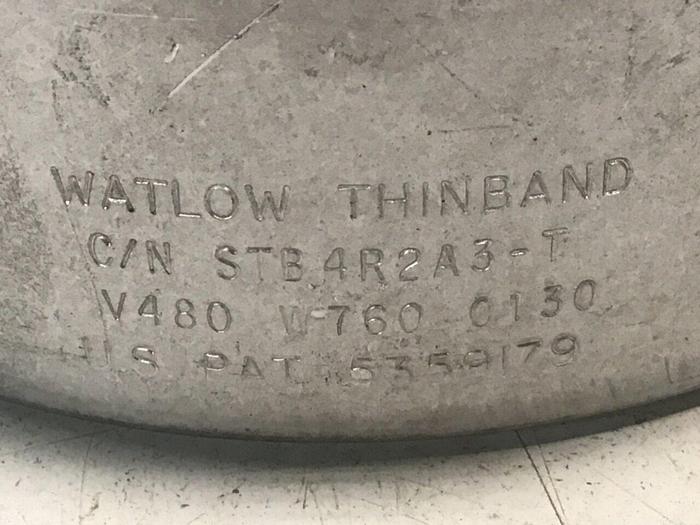 WATLOW THINBAND
C/N STB4R2A3-T
V480 W760 0130
U S PAT 5359179